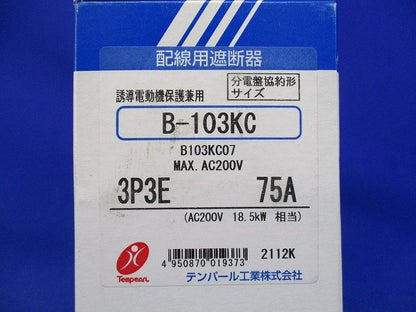 配線用遮断器
誘導電動機保護兼用
分電盤協約形
サイズ
B-103KC
B103KC07
MAX. AC200V
3P3E 75A
(AC200V 18.5kW 相当)
Tempearl
2112K
4 950870 019373
テンパール工業株式会社